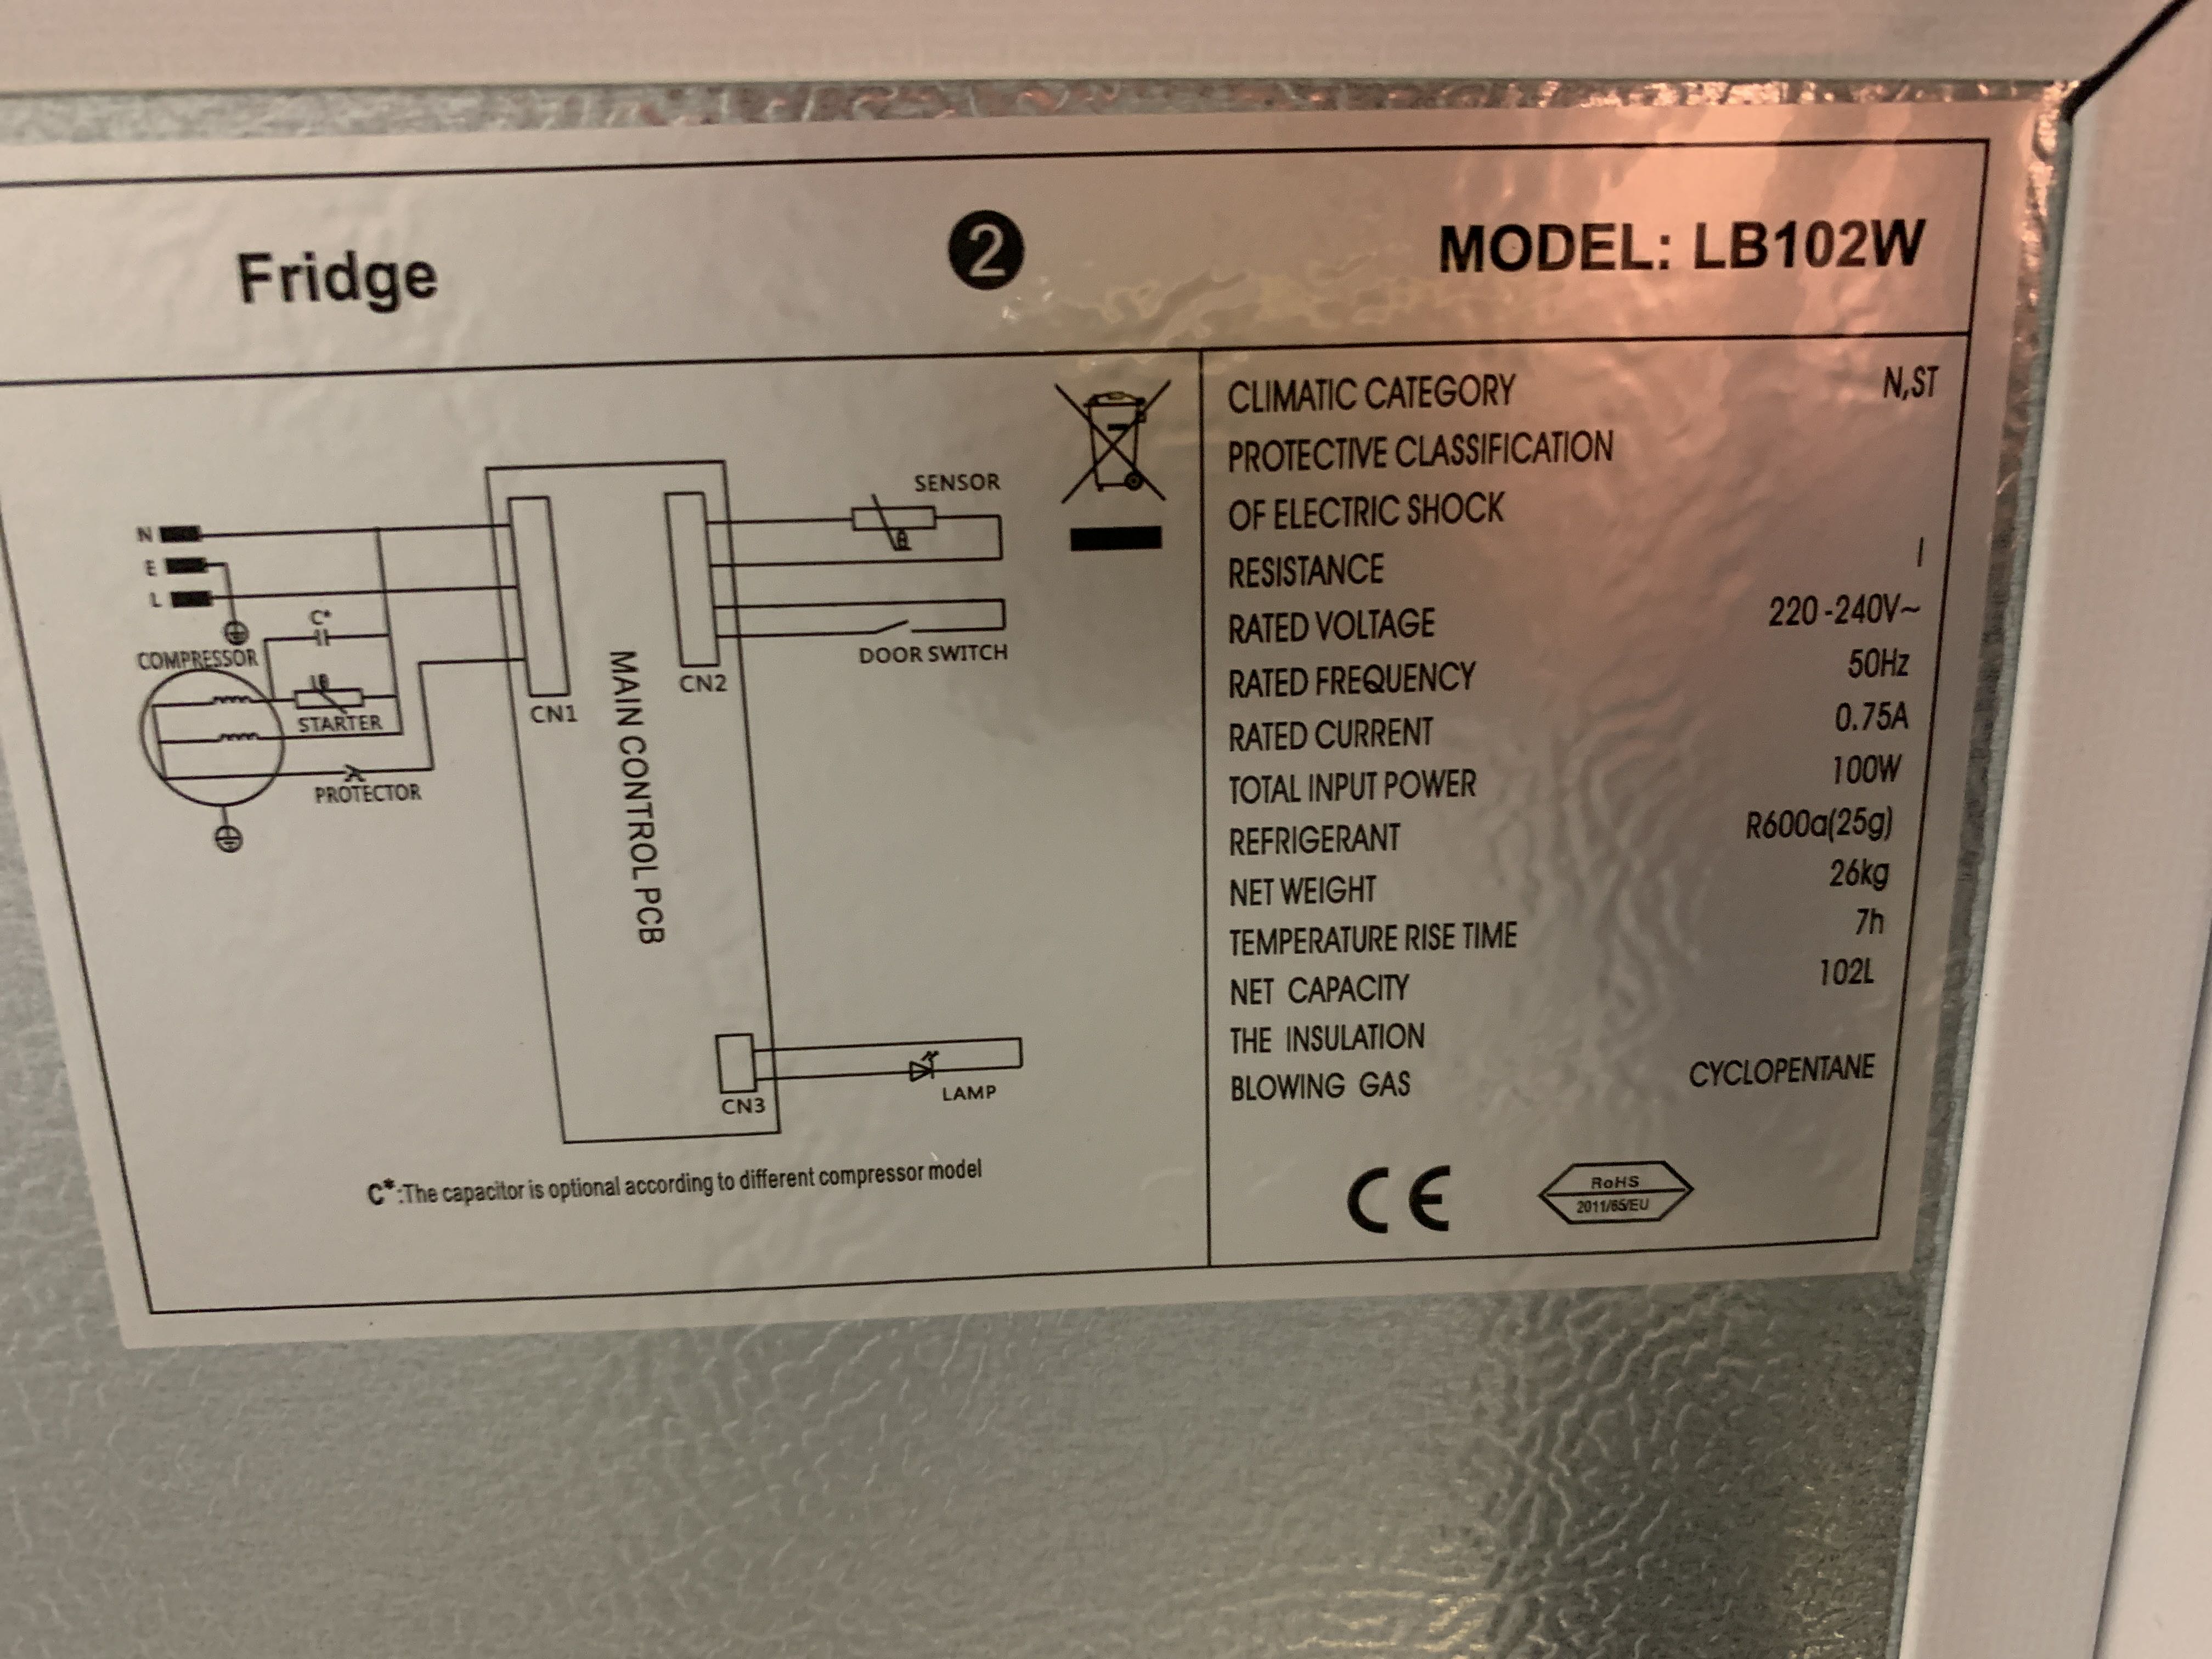 Fridge
2
MODEL: LB102W
N
E
L
C*
COMPRESSOR
STARTER
PROTECTOR
CN1
MAIN CONTROL PCB
CN2
SENSOR
θ
DOOR SWITCH
CN3
LAMP
C*:The capacitor is optional according to different compressor model
CLIMATIC CATEGORY N,ST
PROTECTIVE CLASSIFICATION
OF ELECTRIC SHOCK
RESISTANCE I
RATED VOLTAGE 220-240V~
RATED FREQUENCY 50Hz
RATED CURRENT 0.75A
TOTAL INPUT POWER 100W
REFRIGERANT R600a(25g)
NET WEIGHT 26kg
TEMPERATURE RISE TIME 7h
NET CAPACITY 102L
THE INSULATION
BLOWING GAS CYCLOPENTANE
CE
RoHS
2011/65/EU